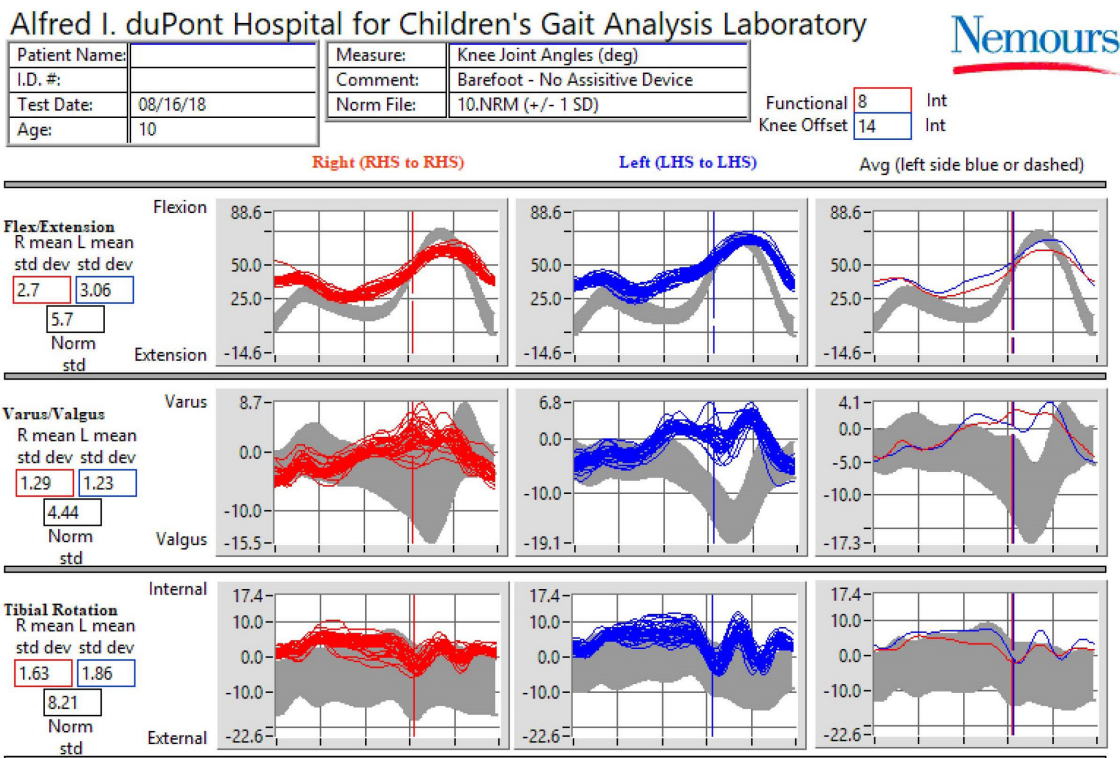 Alfred I. duPont Hospital for Children's Gait Analysis Laboratory
Nemours
Patient Name:
I.D. #:
Test Date: 08/16/18
Age: 10
Measure: Knee Joint Angles (deg)
Comment: Barefoot - No Assisitive Device
Norm File: 10.NRM (+/- 1 SD)
Functional 8 Int
Knee Offset 14 Int
Right (RHS to RHS)
Left (LHS to LHS)
Avg (left side blue or dashed)
Flex/Extension
R mean L mean
std dev std dev
2.7 3.06
5.7
Norm
std
Flexion
Extension
88.6
50.0
25.0
-14.6
88.6
50.0
25.0
-14.6
88.6
50.0
25.0
-14.6
Varus/Valgus
R mean L mean
std dev std dev
1.29 1.23
4.44
Norm
std
Varus
Valgus
8.7
0.0
-10.0
-15.5
6.8
0.0
-10.0
-19.1
4.1
0.0
-5.0
-10.0
-17.3
Tibial Rotation
R mean L mean
std dev std dev
1.63 1.86
8.21
Norm
std
Internal
External
17.4
10.0
0.0
-10.0
-22.6
17.4
10.0
0.0
-10.0
-22.6
17.4
10.0
0.0
-10.0
-22.6